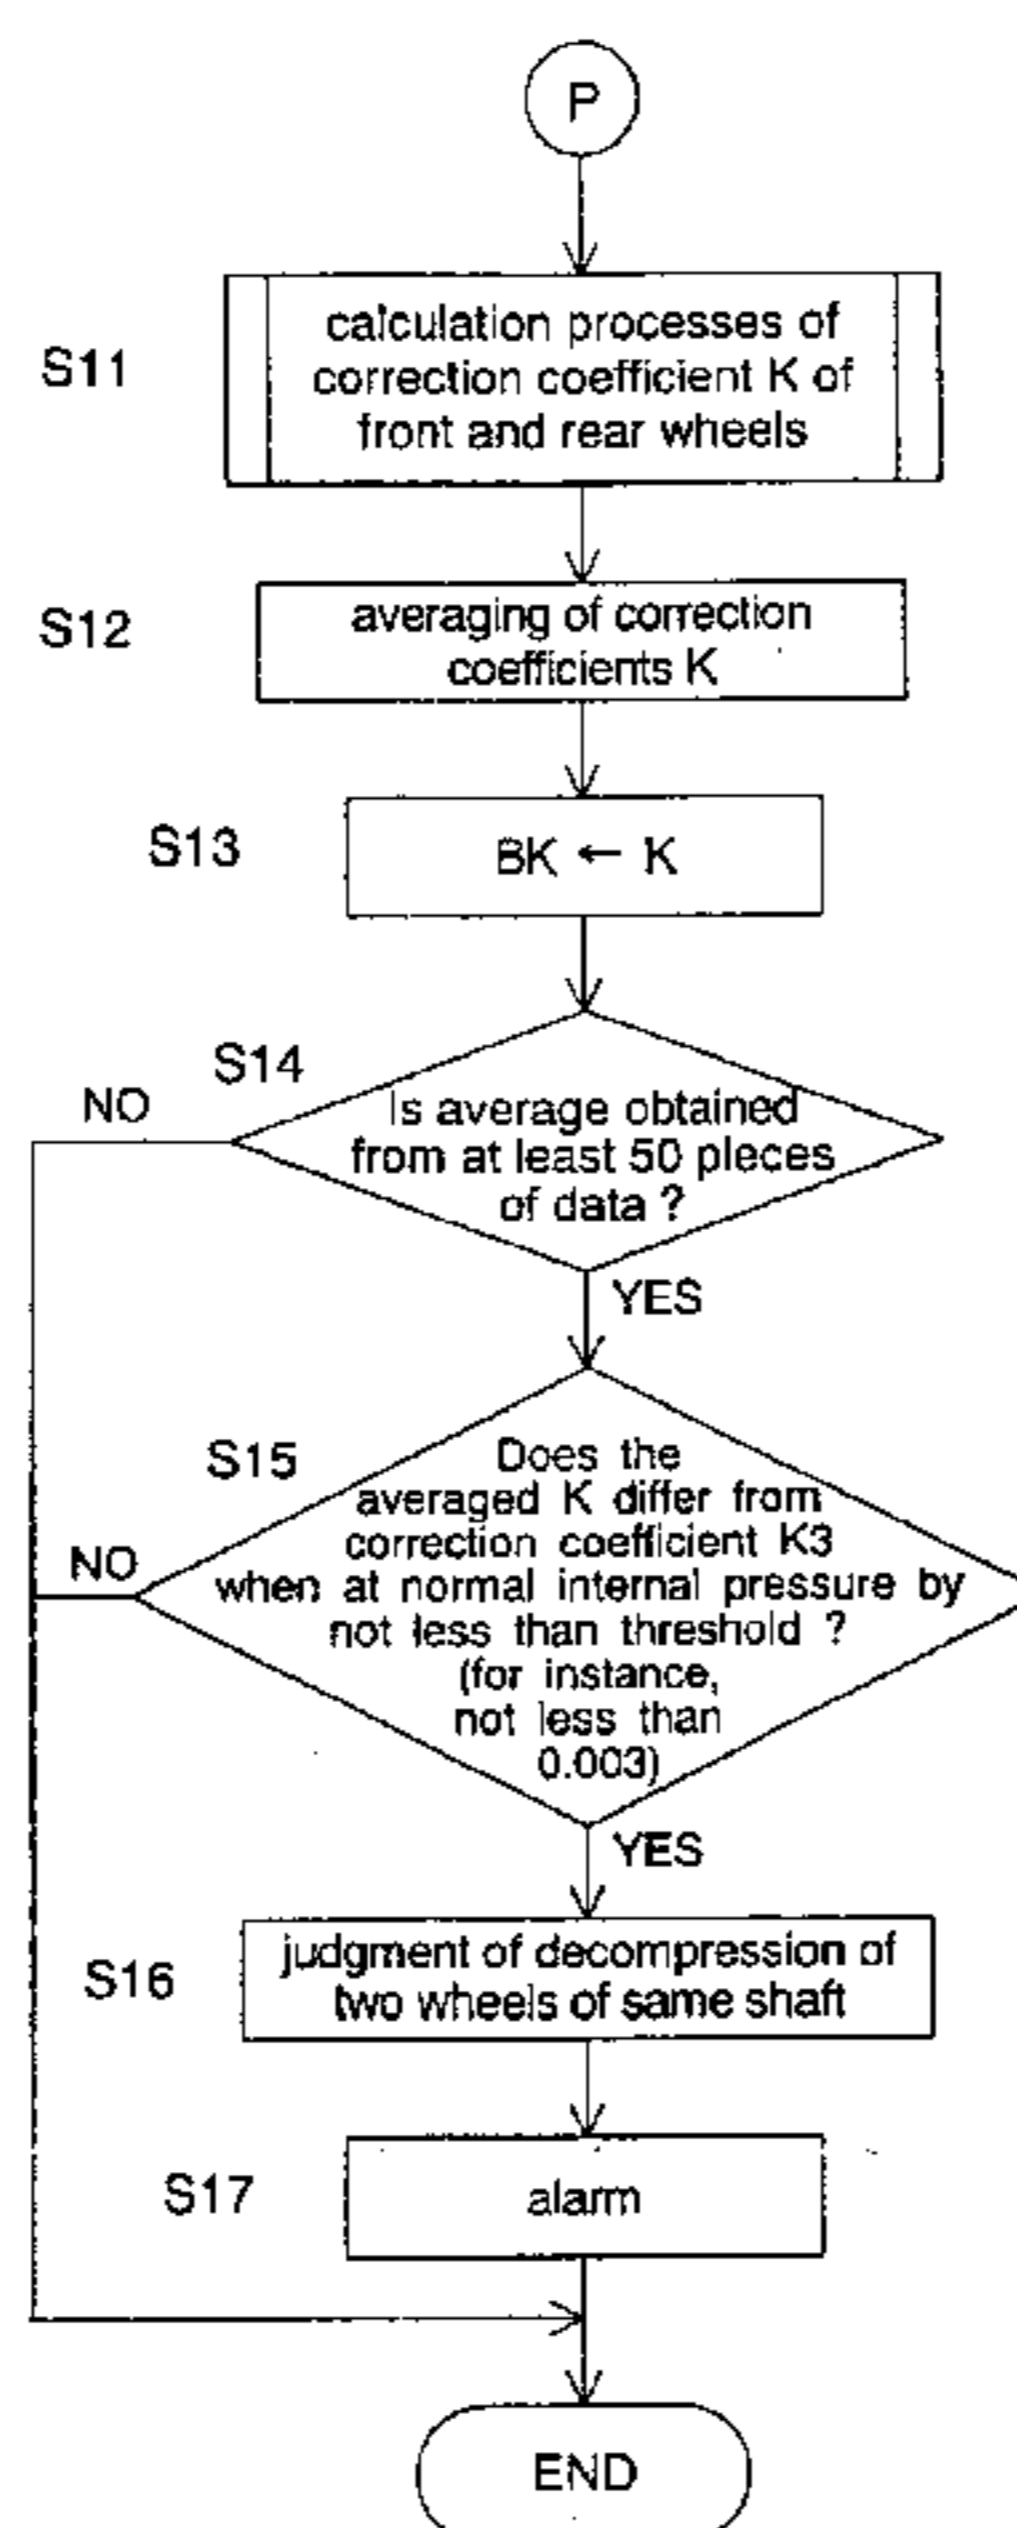 P
S11
calculation processes of
correction coefficient K of
front and rear wheels
S12
averaging of correction
coefficients K
S13
BK ← K
S14
NO
Is average obtained
from at least 50 pieces
of data ?
YES
S15
NO
Does the
averaged K differ from
correction coefficient K3
when at normal internal pressure by
not less than threshold ?
(for instance,
not less than
0.003)
YES
S16
judgment of decompression of
two wheels of same shaft
S17
alarm
END